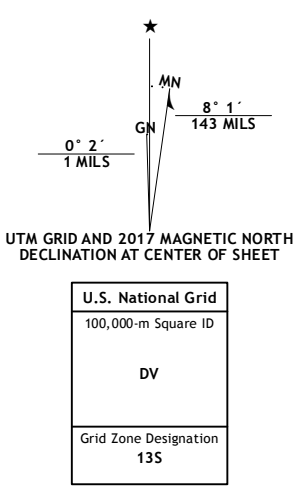 MN
8° 1´
143 MILS
GN
0° 2´
1 MILS
UTM GRID AND 2017 MAGNETIC NORTH
DECLINATION AT CENTER OF SHEET
U.S. National Grid
100,000-m Square ID
DV
Grid Zone Designation
13S